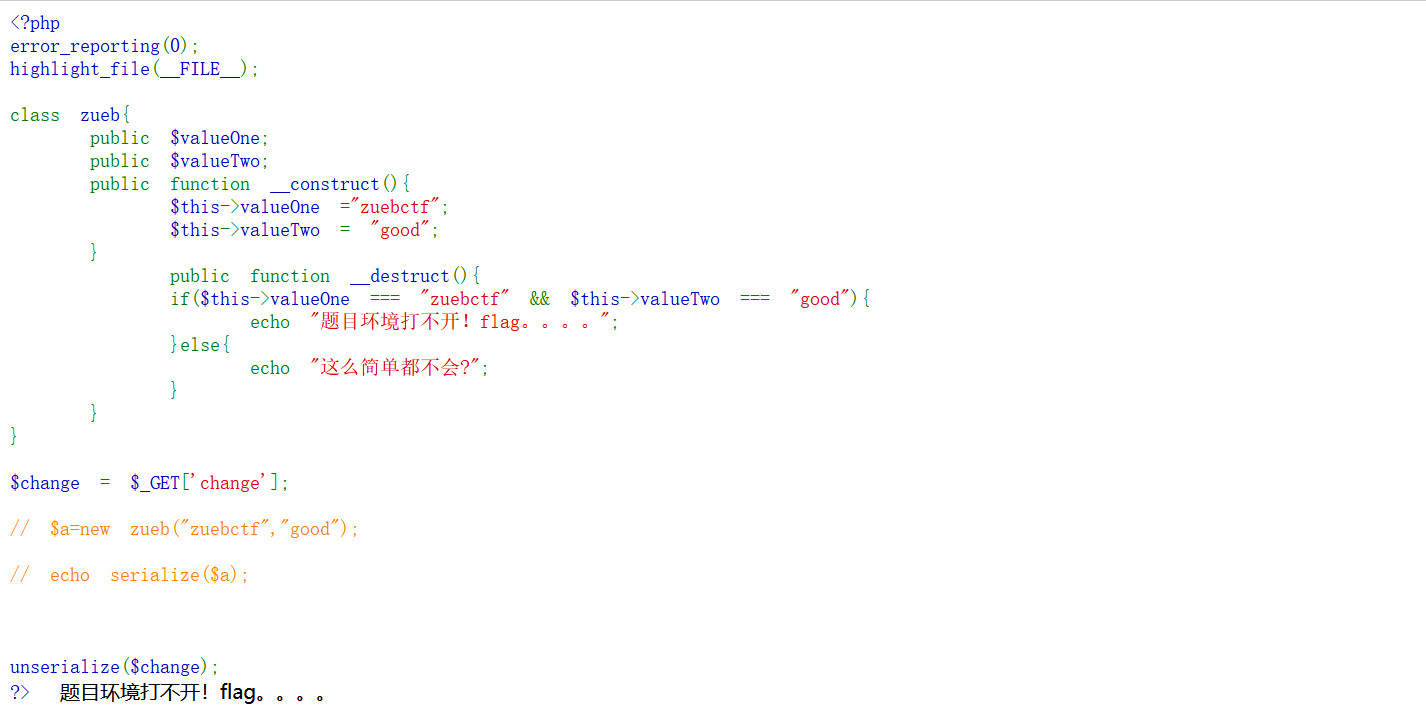 <?php
error_reporting(0);
highlight_file(__FILE__);
class  zueb{
public  $valueOne;
public  $valueTwo;
public  function  __construct(){
$this->valueOne  ="zuebctf";
$this->valueTwo  =  "good";
}
public  function  __destruct(){
if($this->valueOne  ===  "zuebctf"  &&  $this->valueTwo  ===  "good"){
echo  "题目环境打不开！flag。。。。";
}else{
echo  "这么简单都不会?";
}
}
}
$change  =  $_GET['change'];
//  $a=new  zueb("zuebctf","good");
//  echo  serialize($a);
unserialize($change);
?>  题目环境打不开！flag。。。。